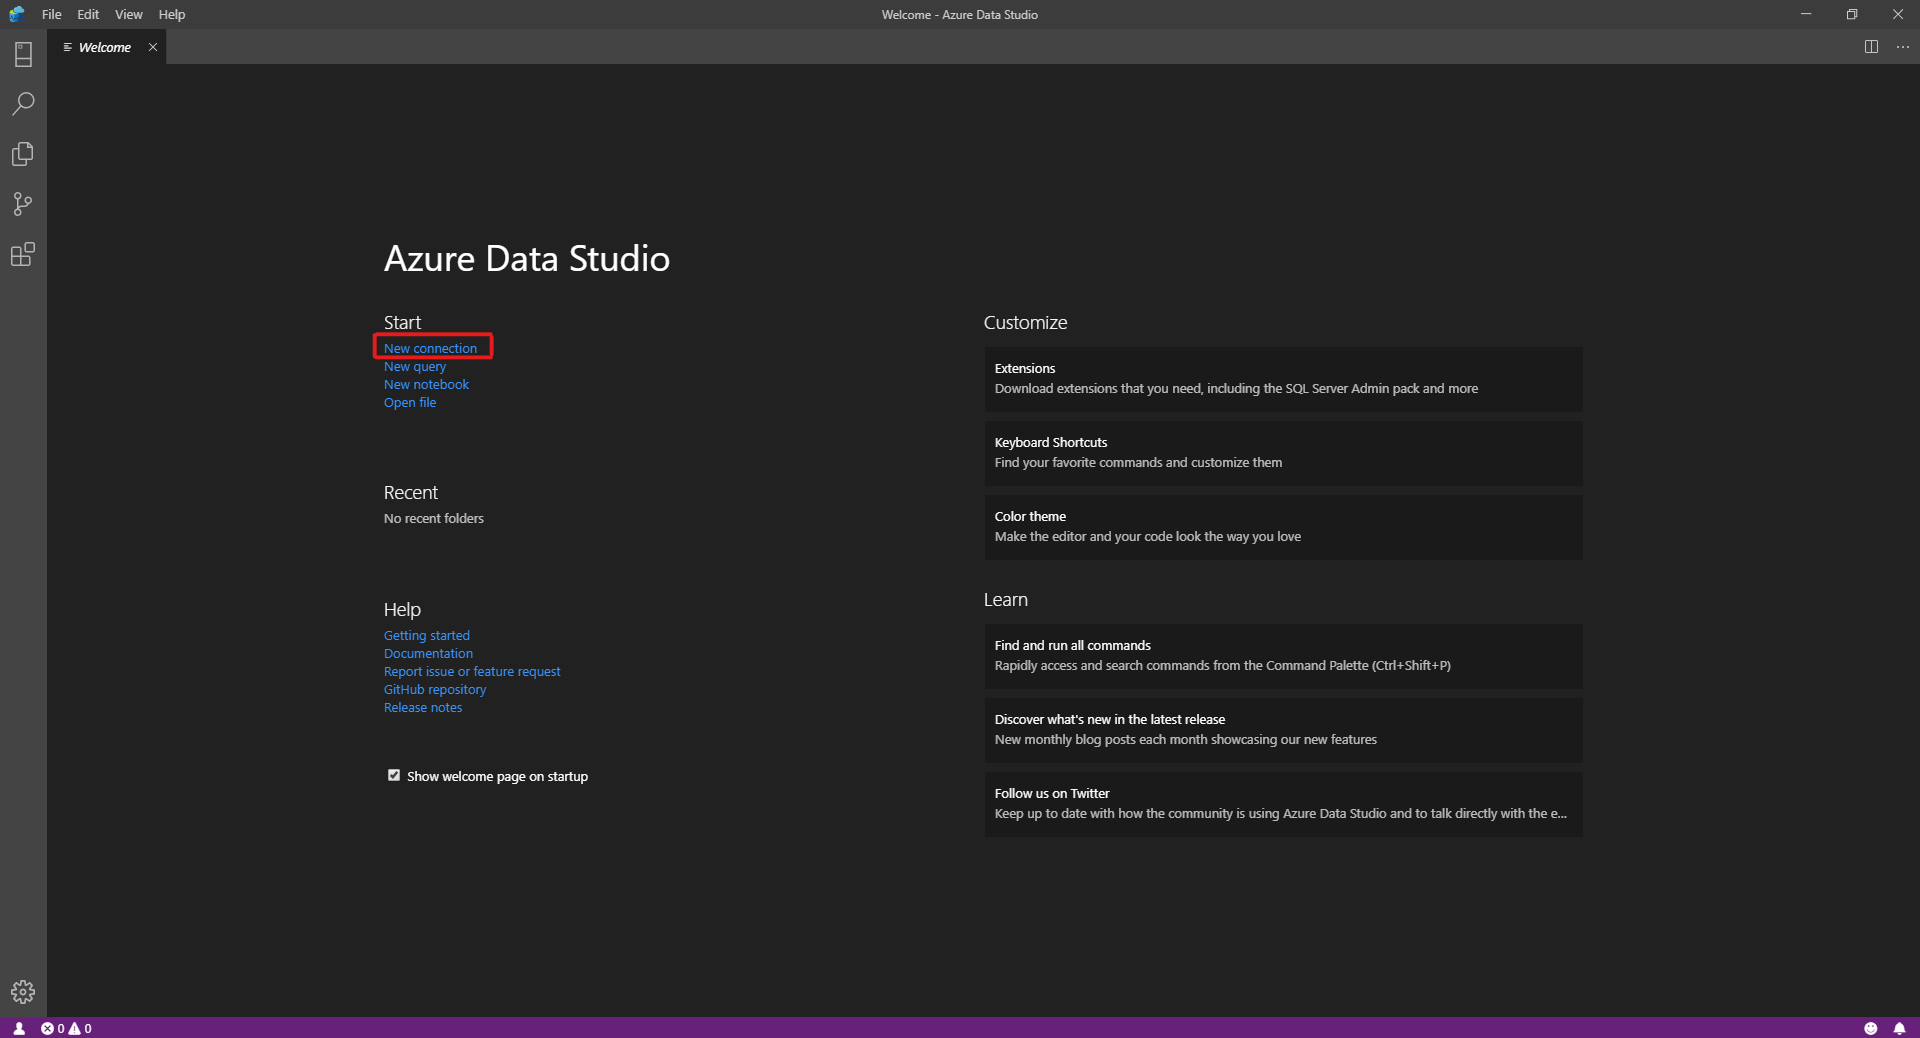 File Edit View Help
Welcome - Azure Data Studio
Welcome
Azure Data Studio
Start
New connection
New query
New notebook
Open file
Recent
No recent folders
Help
Getting started
Documentation
Report issue or feature request
GitHub repository
Release notes
Show welcome page on startup
Customize
Extensions
Download extensions that you need, including the SQL Server Admin pack and more
Keyboard Shortcuts
Find your favorite commands and customize them
Color theme
Make the editor and your code look the way you love
Learn
Find and run all commands
Rapidly access and search commands from the Command Palette (Ctrl+Shift+P)
Discover what's new in the latest release
New monthly blog posts each month showcasing our new features
Follow us on Twitter
Keep up to date with how the community is using Azure Data Studio and to talk directly with the e...
0 0